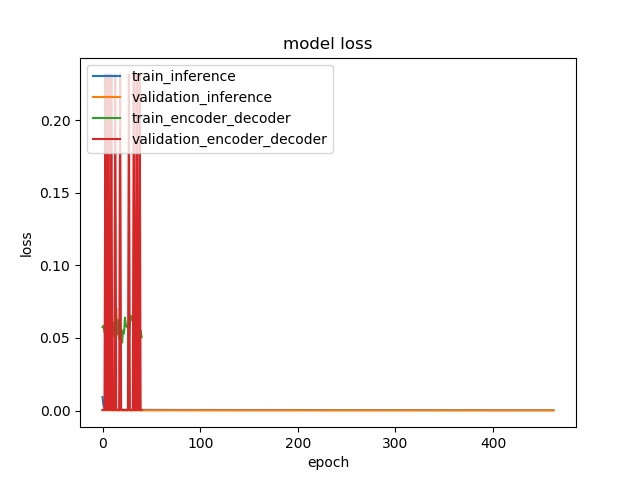 model loss
train_inference
validation_inference
train_encoder_decoder
validation_encoder_decoder
0.20
0.15
0.10
0.05
0.00
loss
0 100 200 300 400
epoch